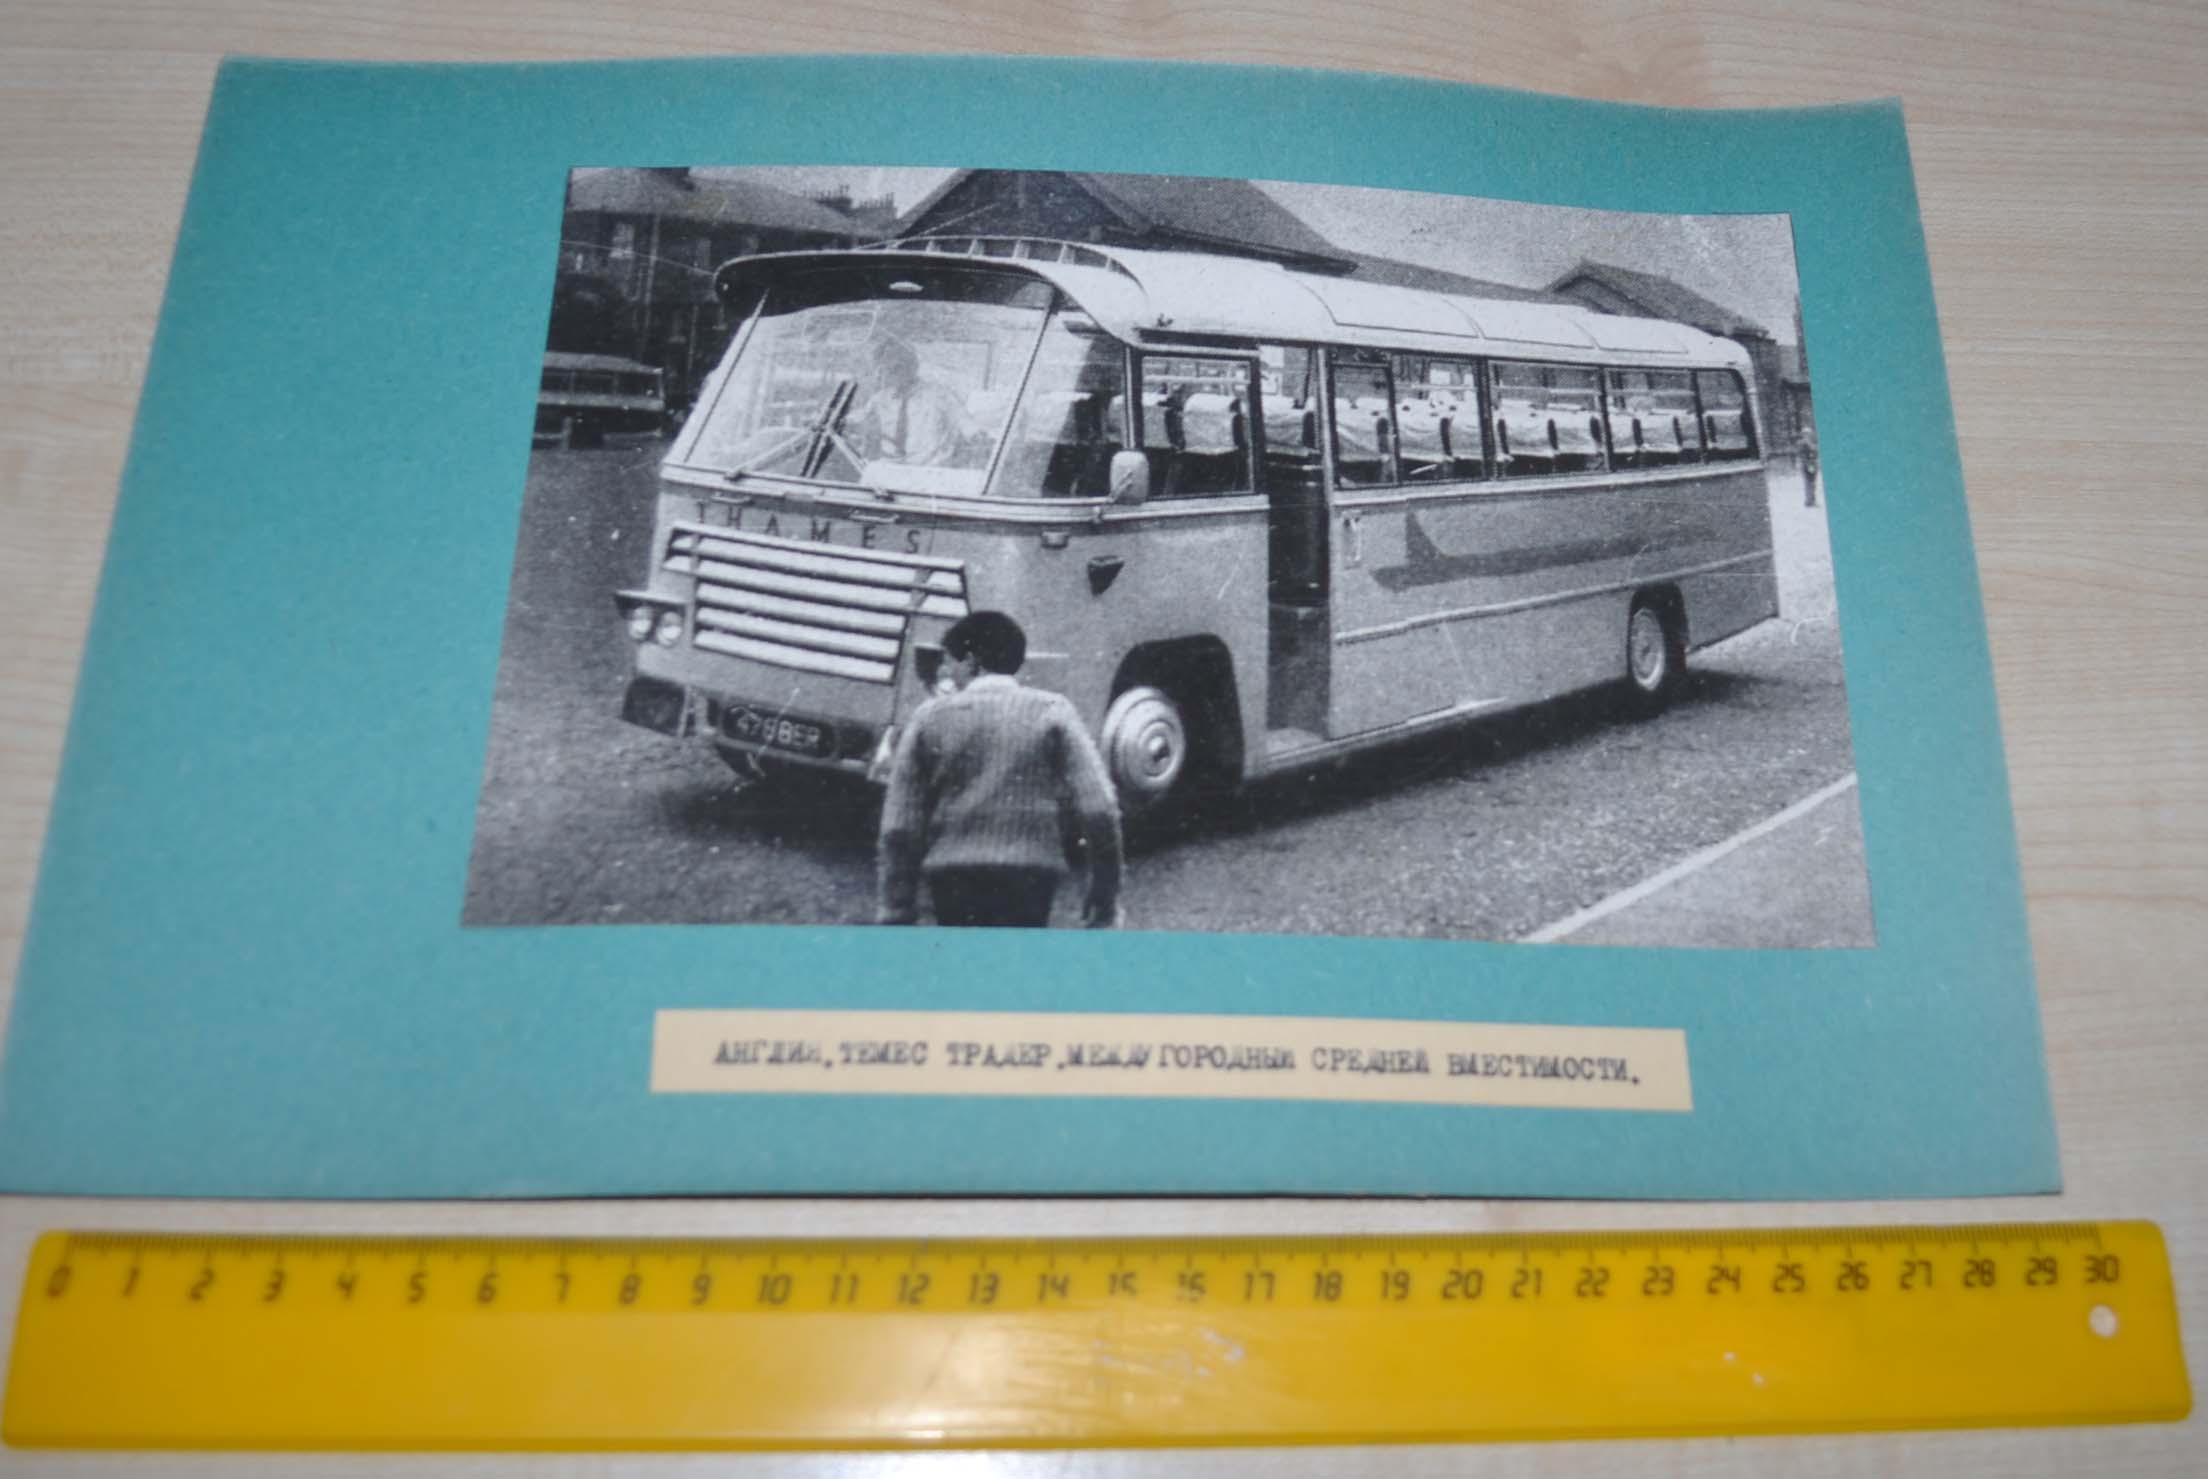 THAMES
478BER
АНГЛИЯ.ТЕМЕС ТРАДЕР.МЕЖДУГОРОДНЫЙ СРЕДНЕЙ ВМЕСТИМОСТИ.
0 1 2 3 4 5 6 7 8 9 10 11 12 13 14 15 16 17 18 19 20 21 22 23 24 25 26 27 28 29 30